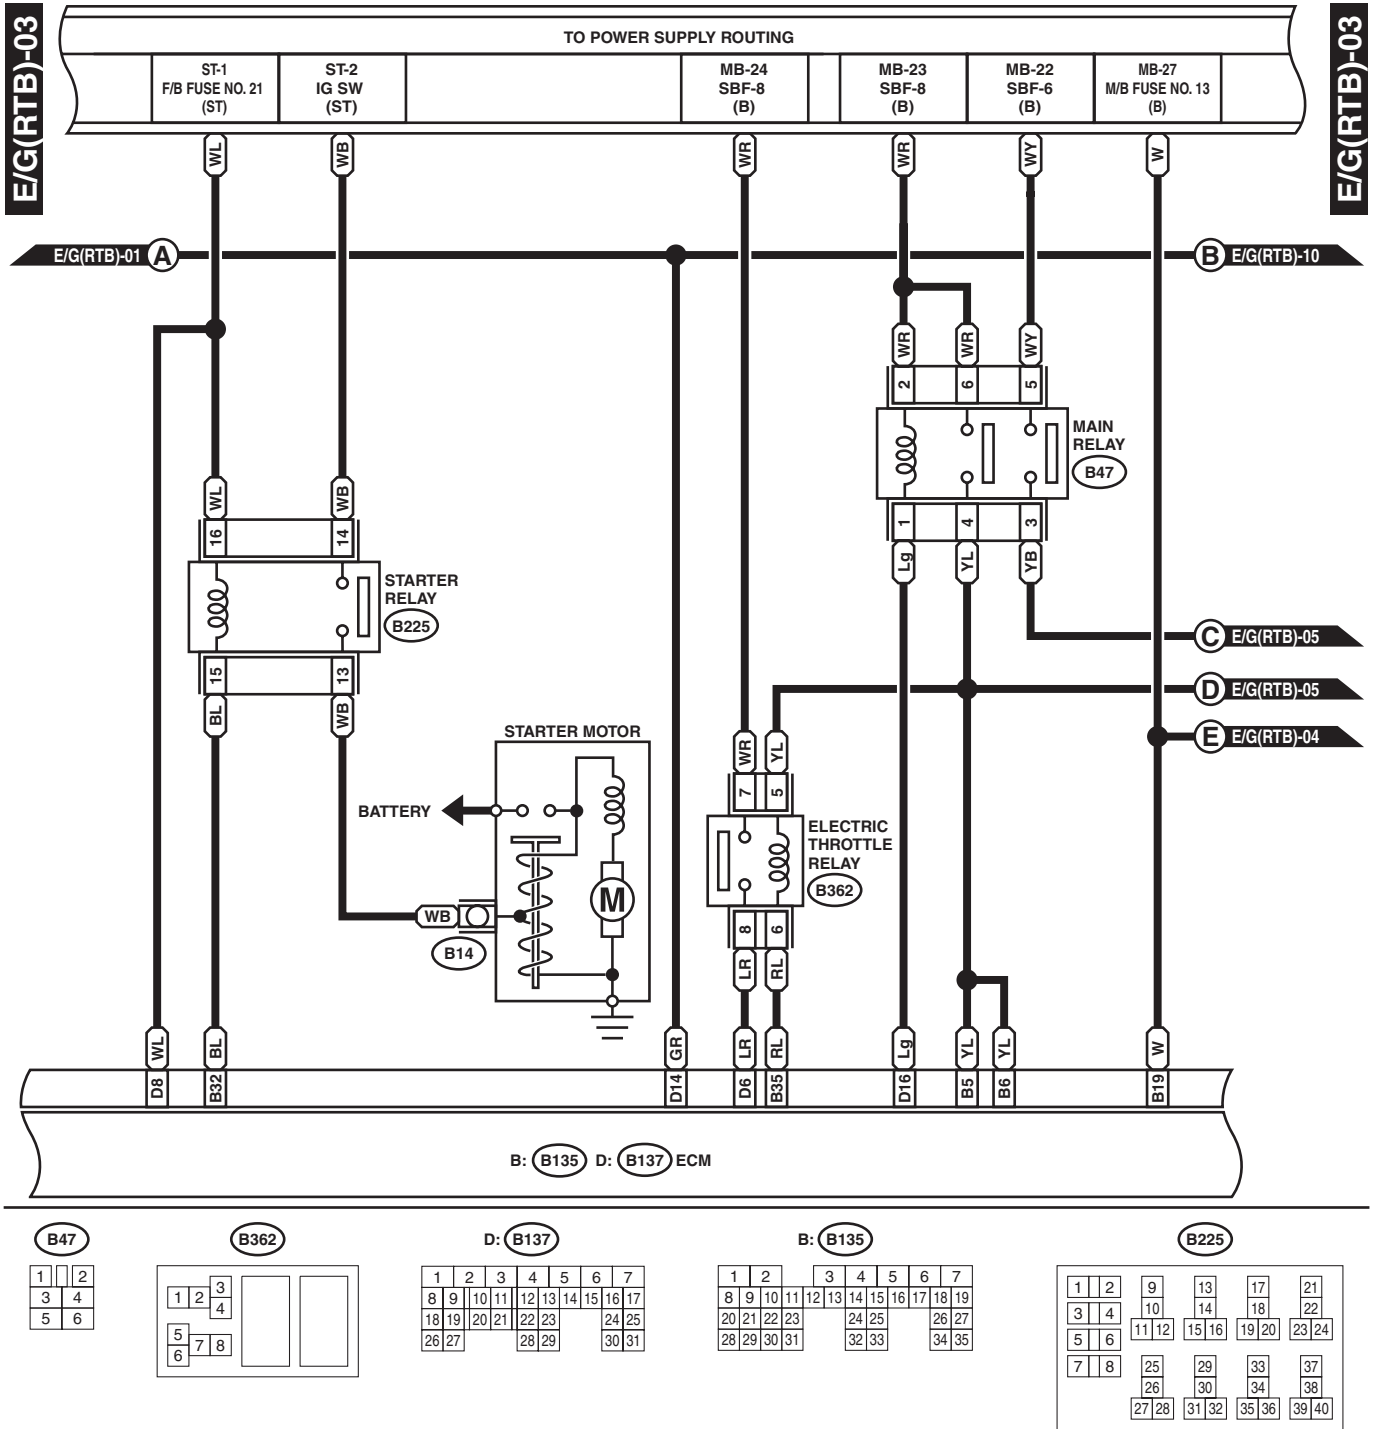 E/G(RTB)-03
E/G(RTB)-03
TO POWER SUPPLY ROUTING
ST-1
F/B FUSE NO. 21
(ST)
ST-2
IG SW
(ST)
MB-24
SBF-8
(B)
MB-23
SBF-8
(B)
MB-22
SBF-6
(B)
MB-27
M/B FUSE NO. 13
(B)
WL WB WR WR WY W
E/G(RTB)-01 A
B E/G(RTB)-10
WR WR WY
2 6 5
MAIN
RELAY
B47
1 4 3
Lg YL YB
WL WB
16 14
STARTER
RELAY
B225
15 13
BL WB
C E/G(RTB)-05
D E/G(RTB)-05
E E/G(RTB)-04
STARTER MOTOR
BATTERY
M
WB
B14
WR YL
7 5
ELECTRIC
THROTTLE
RELAY
B362
8 6
LR RL
WL BL GR LR RL Lg YL YL W
D8 B32 D14 D6 B35 D16 B5 B6 B19
B: B135 D: B137 ECM
B47
1 2
3 4
5 6
B362
3
1 2
4
5
7 8
6
D: B137
1 2 3 4 5 6 7
8 9 10 11 12 13 14 15 16 17
18 19 20 21 22 23 24 25
26 27 28 29 30 31
B: B135
1 2 3 4 5 6 7
8 9 10 11 12 13 14 15 16 17 18 19
20 21 22 23 24 25 26 27
28 29 30 31 32 33 34 35
B225
1 2 9 13 17 21
3 4 10 14 18 22
5 6 11 12 15 16 19 20 23 24
7 8 25 29 33 37
26 30 34 38
27 28 31 32 35 36 39 40